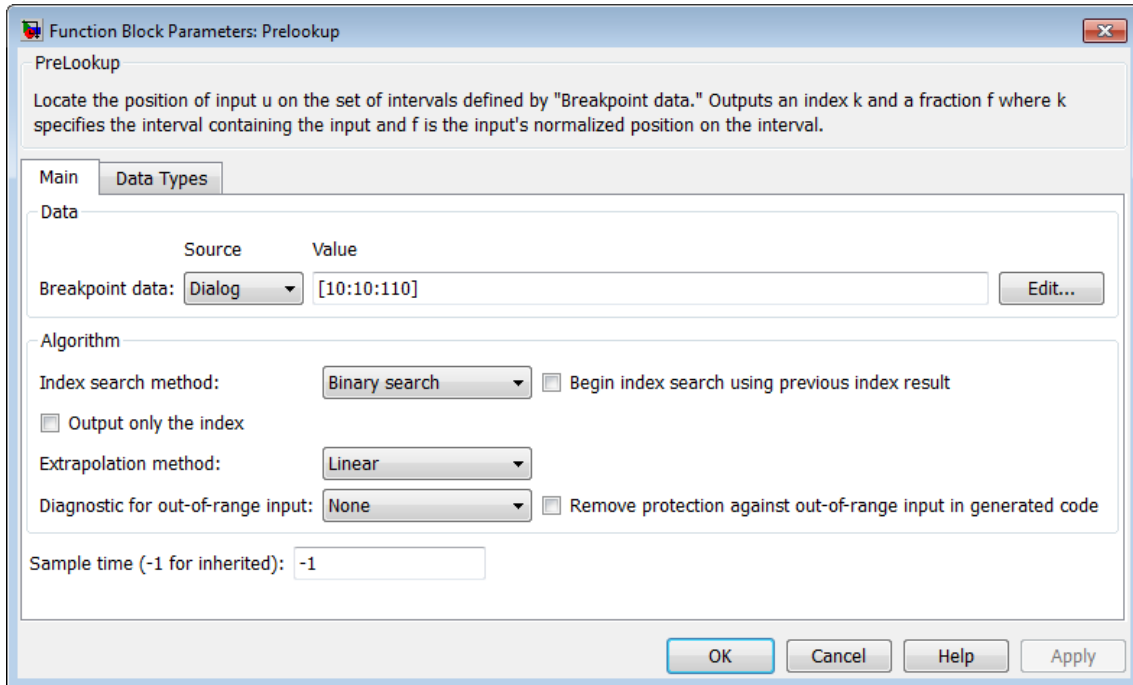 Function Block Parameters: Prelookup
PreLookup
Locate the position of input u on the set of intervals defined by "Breakpoint data." Outputs an index k and a fraction f where k
specifies the interval containing the input and f is the input's normalized position on the interval.
Main Data Types
Data
Source Value
Breakpoint data: Dialog [10:10:110] Edit...
Algorithm
Index search method: Binary search Begin index search using previous index result
Output only the index
Extrapolation method: Linear
Diagnostic for out-of-range input: None Remove protection against out-of-range input in generated code
Sample time (-1 for inherited): -1
OK Cancel Help Apply